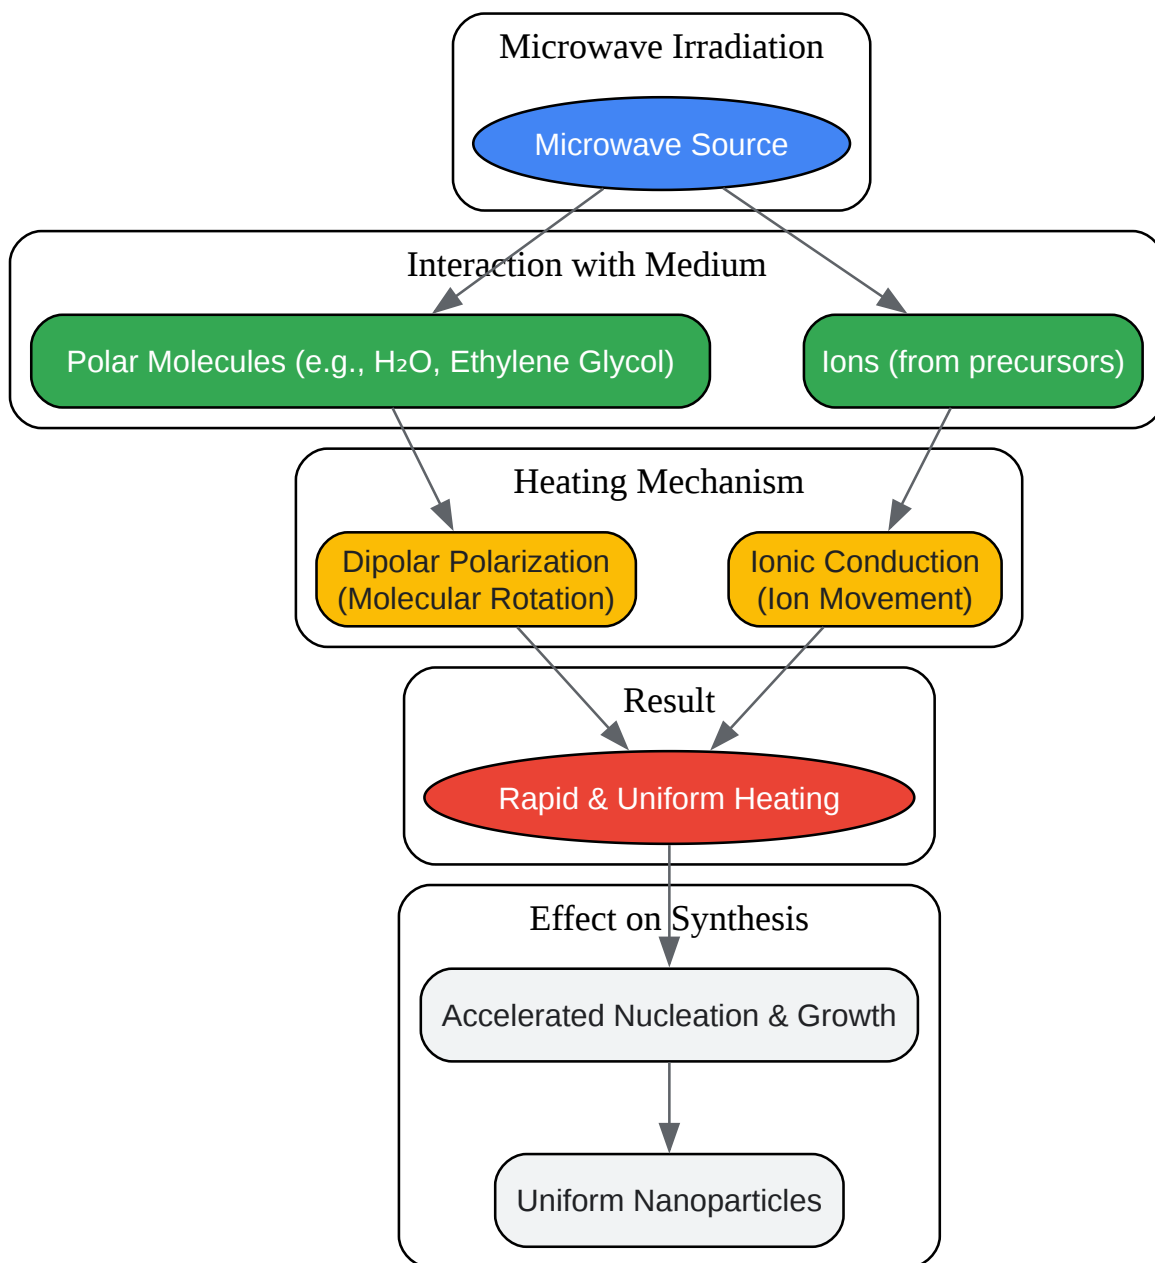 Microwave Irradiation
Microwave Source
Interaction with Medium
Polar Molecules (e.g., H₂O, Ethylene Glycol)
Ions (from precursors)
Heating Mechanism
Dipolar Polarization
(Molecular Rotation)
Ionic Conduction
(Ion Movement)
Result
Rapid & Uniform Heating
Effect on Synthesis
Accelerated Nucleation & Growth
Uniform Nanoparticles